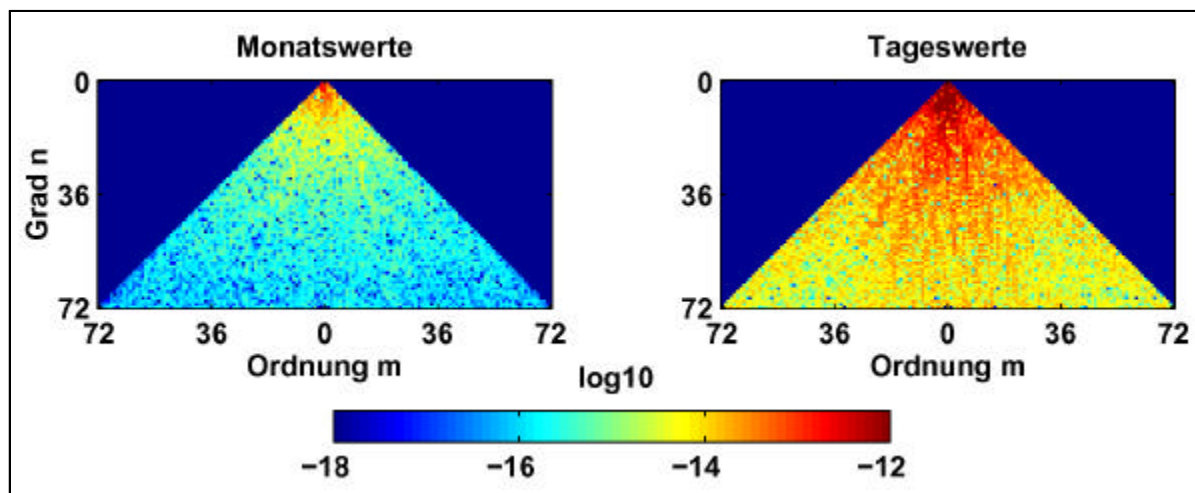 Monatswerte
Tageswerte
0
36
72
Grad n
72 36 0 36 72
Ordnung m
0
36
72
72 36 0 36 72
Ordnung m
log10
−18 −16 −14 −12